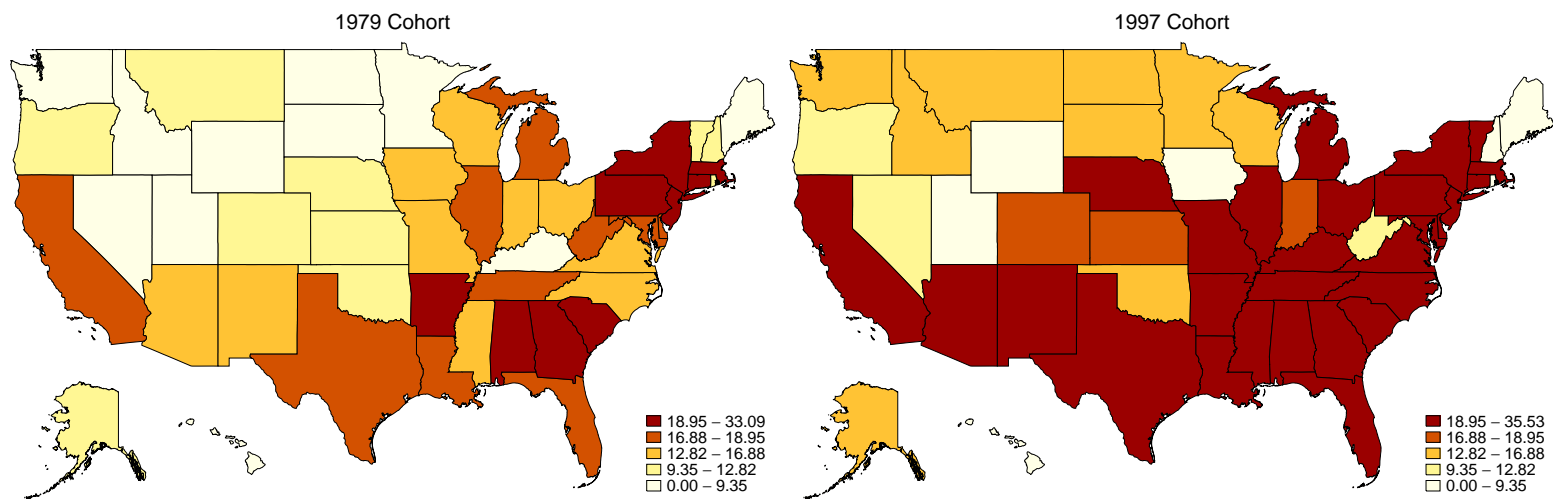 1979 Cohort
18.95 – 33.09
16.88 – 18.95
12.82 – 16.88
9.35 – 12.82
0.00 – 9.35
1997 Cohort
18.95 – 35.53
16.88 – 18.95
12.82 – 16.88
9.35 – 12.82
0.00 – 9.35